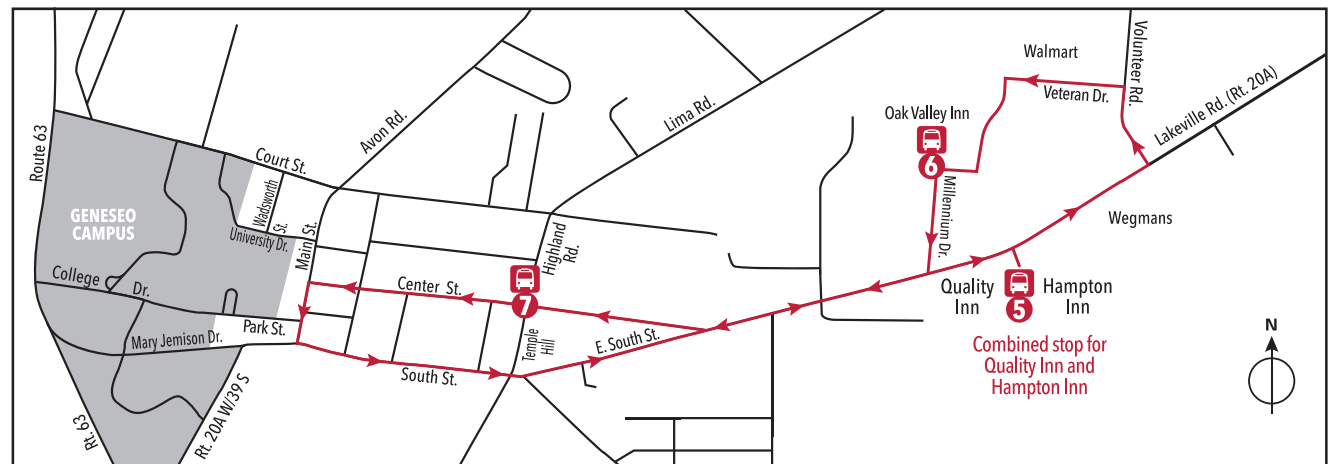 Route 63
GENESEO
CAMPUS
College
Dr.
Mary Jemison Dr.
Rt. 63
Rt. 20A W/39 S
Court St.
Wadsworth
St.
University Dr.
Main St.
Park St.
Avon Rd.
Center St.
South St.
Highland
Rd.
7
Temple
Hill
E. South St.
Lima Rd.
Oak Valley Inn
6
Millennium Dr.
Walmart
Veteran Dr.
Volunteer Rd.
Lakeville Rd. (Rt. 20A)
Wegmans
Quality
Inn
5
Hampton
Inn
Combined stop for
Quality Inn and
Hampton Inn
N